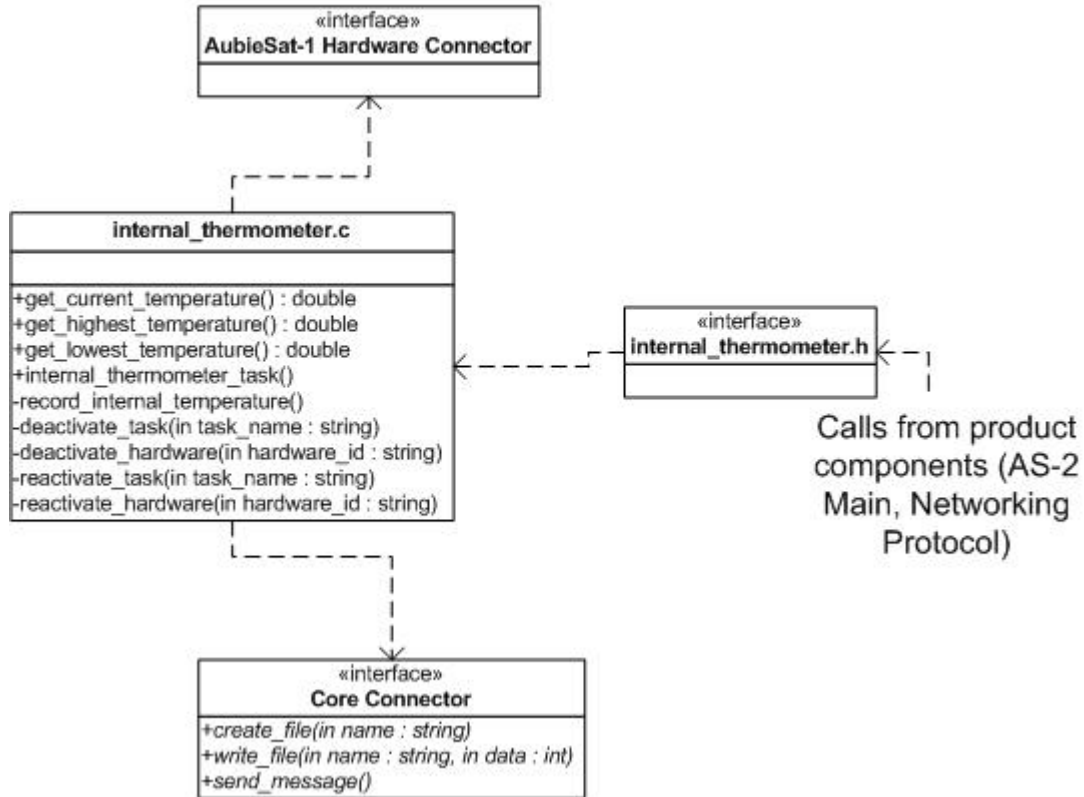 «interface»
AubieSat-1 Hardware Connector
internal_thermometer.c
+get_current_temperature() : double
+get_highest_temperature() : double
+get_lowest_temperature() : double
+internal_thermometer_task()
-record_internal_temperature()
-deactivate_task(in task_name : string)
-deactivate_hardware(in hardware_id : string)
-reactivate_task(in task_name : string)
-reactivate_hardware(in hardware_id : string)
«interface»
internal_thermometer.h
Calls from product
components (AS-2
Main, Networking
Protocol)
«interface»
Core Connector
+create_file(in name : string)
+write_file(in name : string, in data : int)
+send_message()